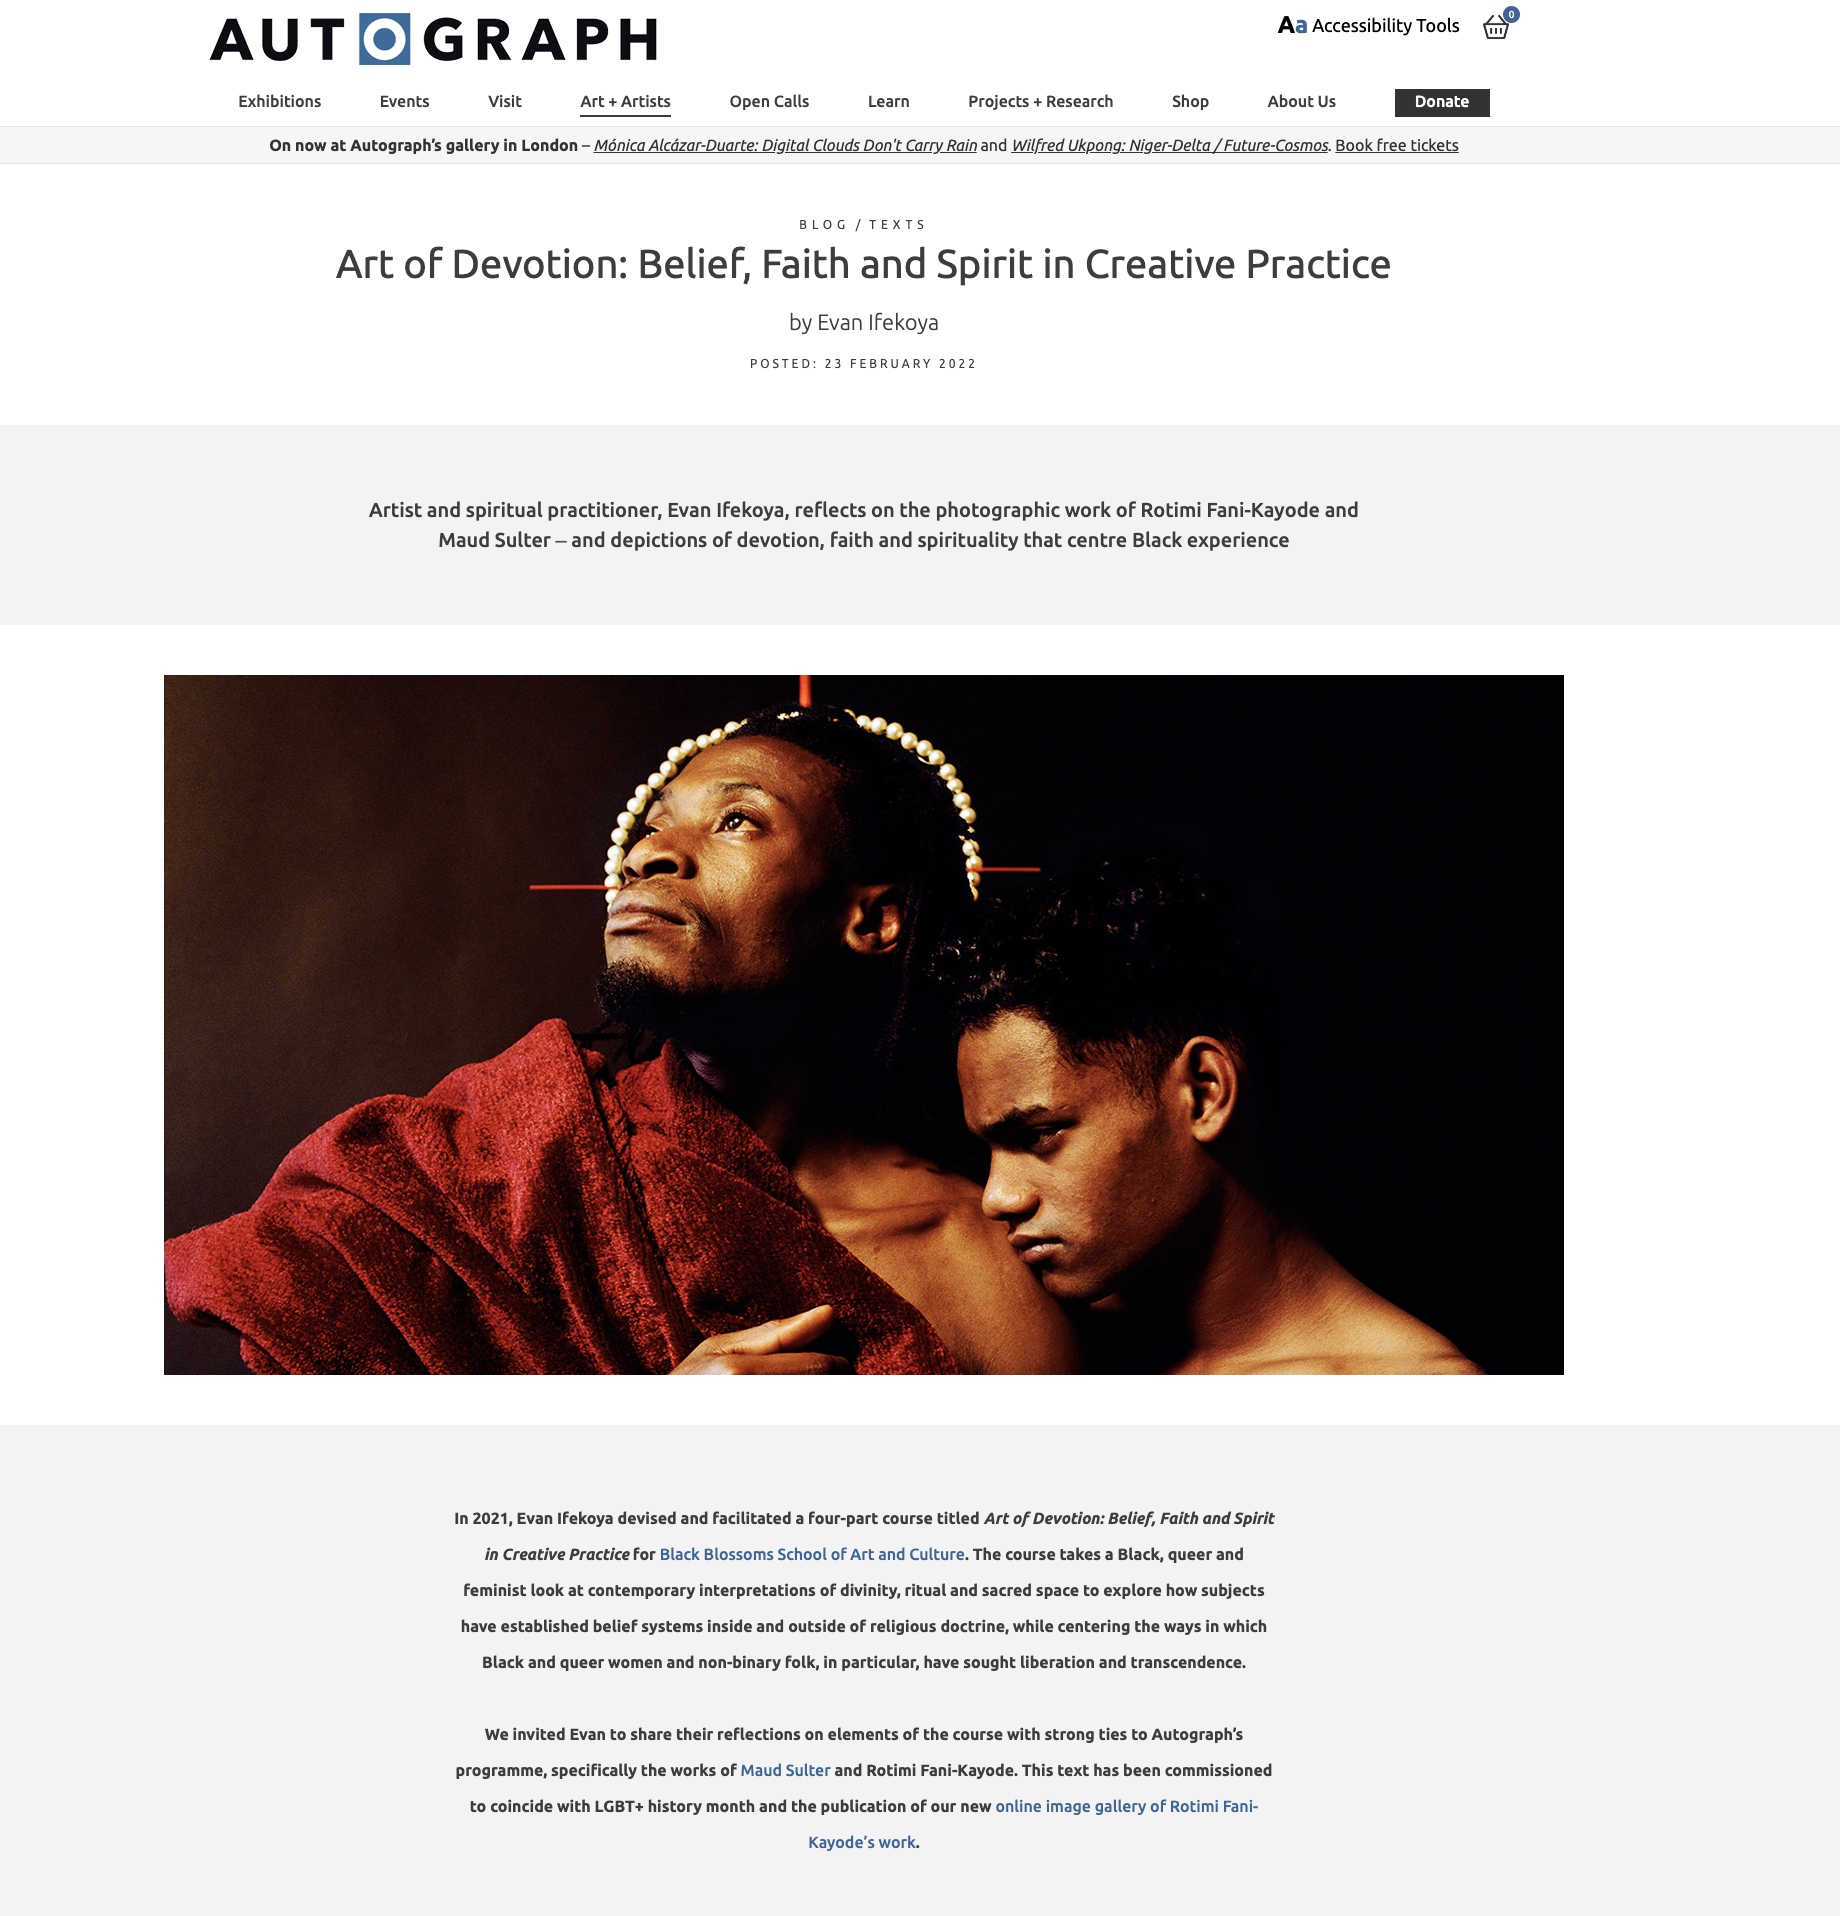 AUTOGRAPH
Aa Accessibility Tools
0
Exhibitions Events Visit Art + Artists Open Calls Learn Projects + Research Shop About Us Donate
On now at Autograph’s gallery in London – Mónica Alcázar-Duarte: Digital Clouds Don't Carry Rain and Wilfred Ukpong: Niger-Delta / Future-Cosmos. Book free tickets
BLOG / TEXTS
Art of Devotion: Belief, Faith and Spirit in Creative Practice
by Evan Ifekoya
POSTED: 23 FEBRUARY 2022
Artist and spiritual practitioner, Evan Ifekoya, reflects on the photographic work of Rotimi Fani-Kayode and
Maud Sulter – and depictions of devotion, faith and spirituality that centre Black experience
In 2021, Evan Ifekoya devised and facilitated a four-part course titled Art of Devotion: Belief, Faith and Spirit
in Creative Practice for Black Blossoms School of Art and Culture. The course takes a Black, queer and
feminist look at contemporary interpretations of divinity, ritual and sacred space to explore how subjects
have established belief systems inside and outside of religious doctrine, while centering the ways in which
Black and queer women and non-binary folk, in particular, have sought liberation and transcendence.
We invited Evan to share their reflections on elements of the course with strong ties to Autograph’s
programme, specifically the works of Maud Sulter and Rotimi Fani-Kayode. This text has been commissioned
to coincide with LGBT+ history month and the publication of our new online image gallery of Rotimi Fani-
Kayode’s work.